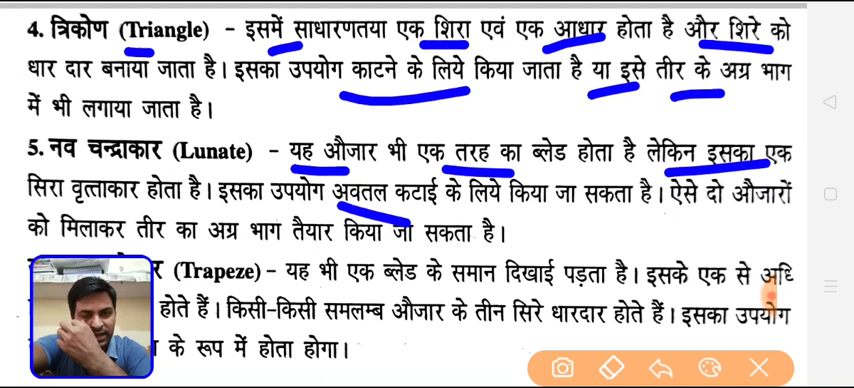 4. त्रिकोण (Triangle) - इसमें साधारणतया एक शिरा एवं एक आधार होता है और शिरे को
धार दार बनाया जाता है। इसका उपयोग काटने के लिये किया जाता है या इसे तीर के अग्र भाग
में भी लगाया जाता है।
5. नव चन्द्राकार (Lunate) - यह औजार भी एक तरह का ब्लेड होता है लेकिन इसका एक
सिरा वृत्ताकार होता है। इसका उपयोग अवतल कटाई के लिये किया जा सकता है। ऐसे दो औजारों
को मिलाकर तीर का अग्र भाग तैयार किया जा सकता है।
(Trapeze) - यह भी एक ब्लेड के समान दिखाई पड़ता है। इसके एक से
होते हैं। किसी-किसी समलम्ब औजार के तीन सिरे धारदार होते हैं। इसका उपयोग
के रूप में होता होगा।